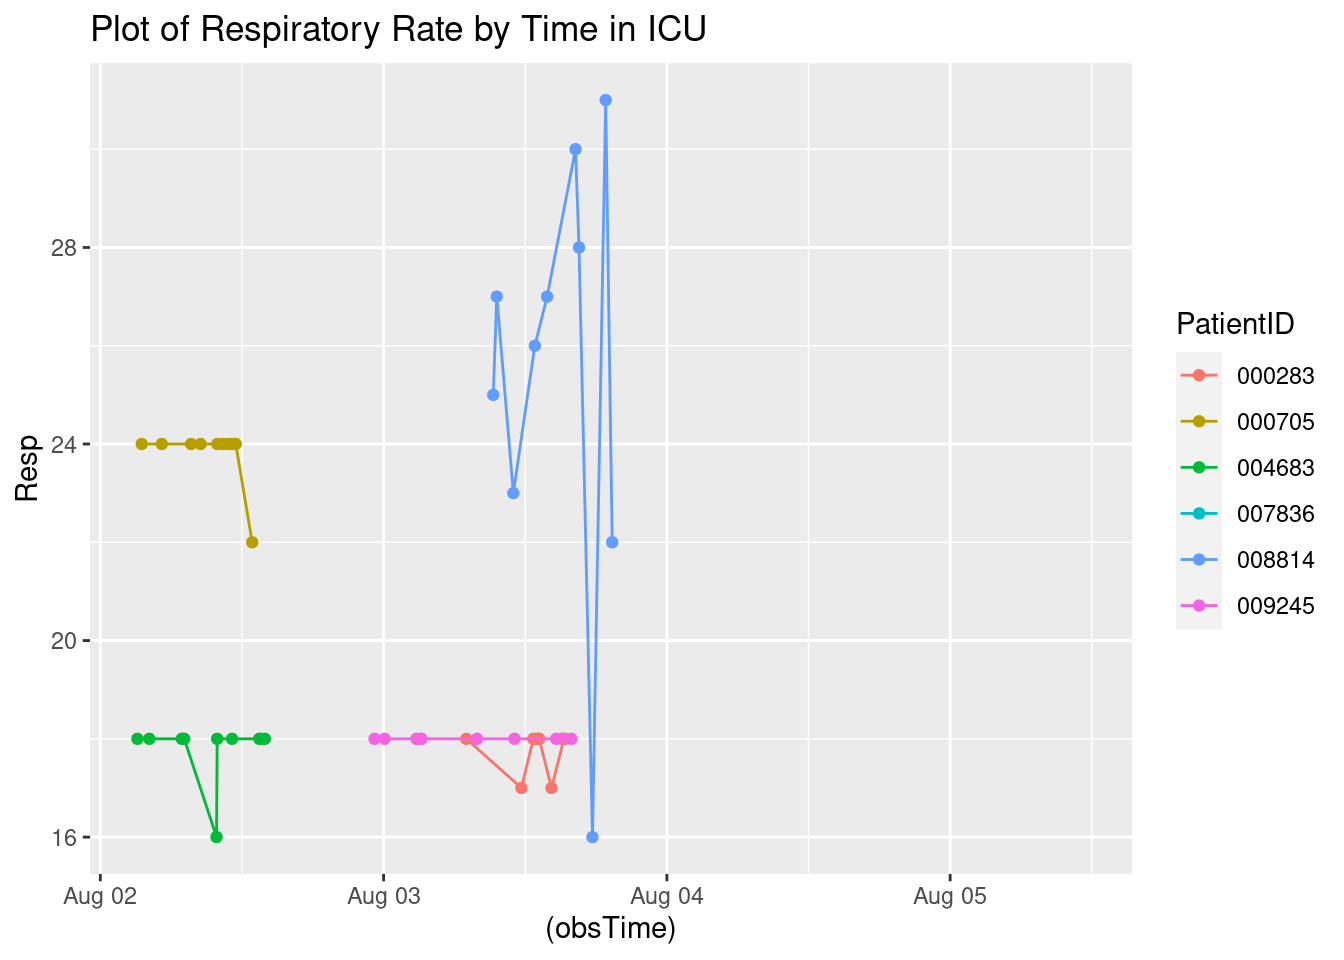 Plot of Respiratory Rate by Time in ICU
28
24
20
16
Resp
Aug 02
Aug 03
Aug 04
Aug 05
(obsTime)
PatientID
000283
000705
004683
007836
008814
009245